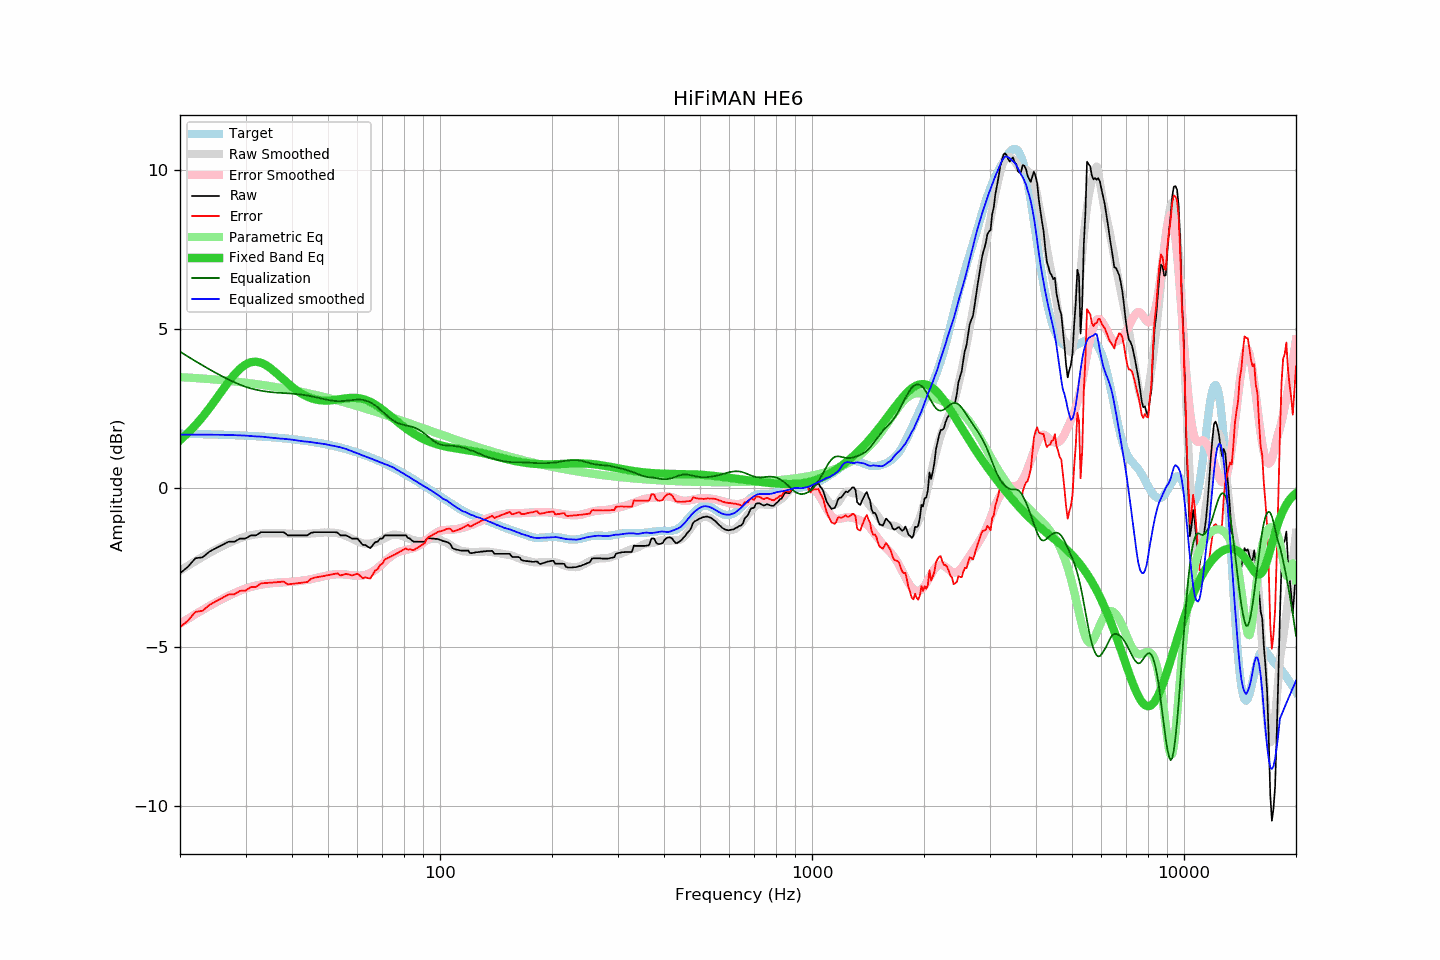 HiFiMAN HE6
Target
Raw Smoothed
Error Smoothed
Raw
Error
Parametric Eq
Fixed Band Eq
Equalization
Equalized smoothed
10
5
0
−5
−10
Amplitude (dBr)
100
1000
10000
Frequency (Hz)